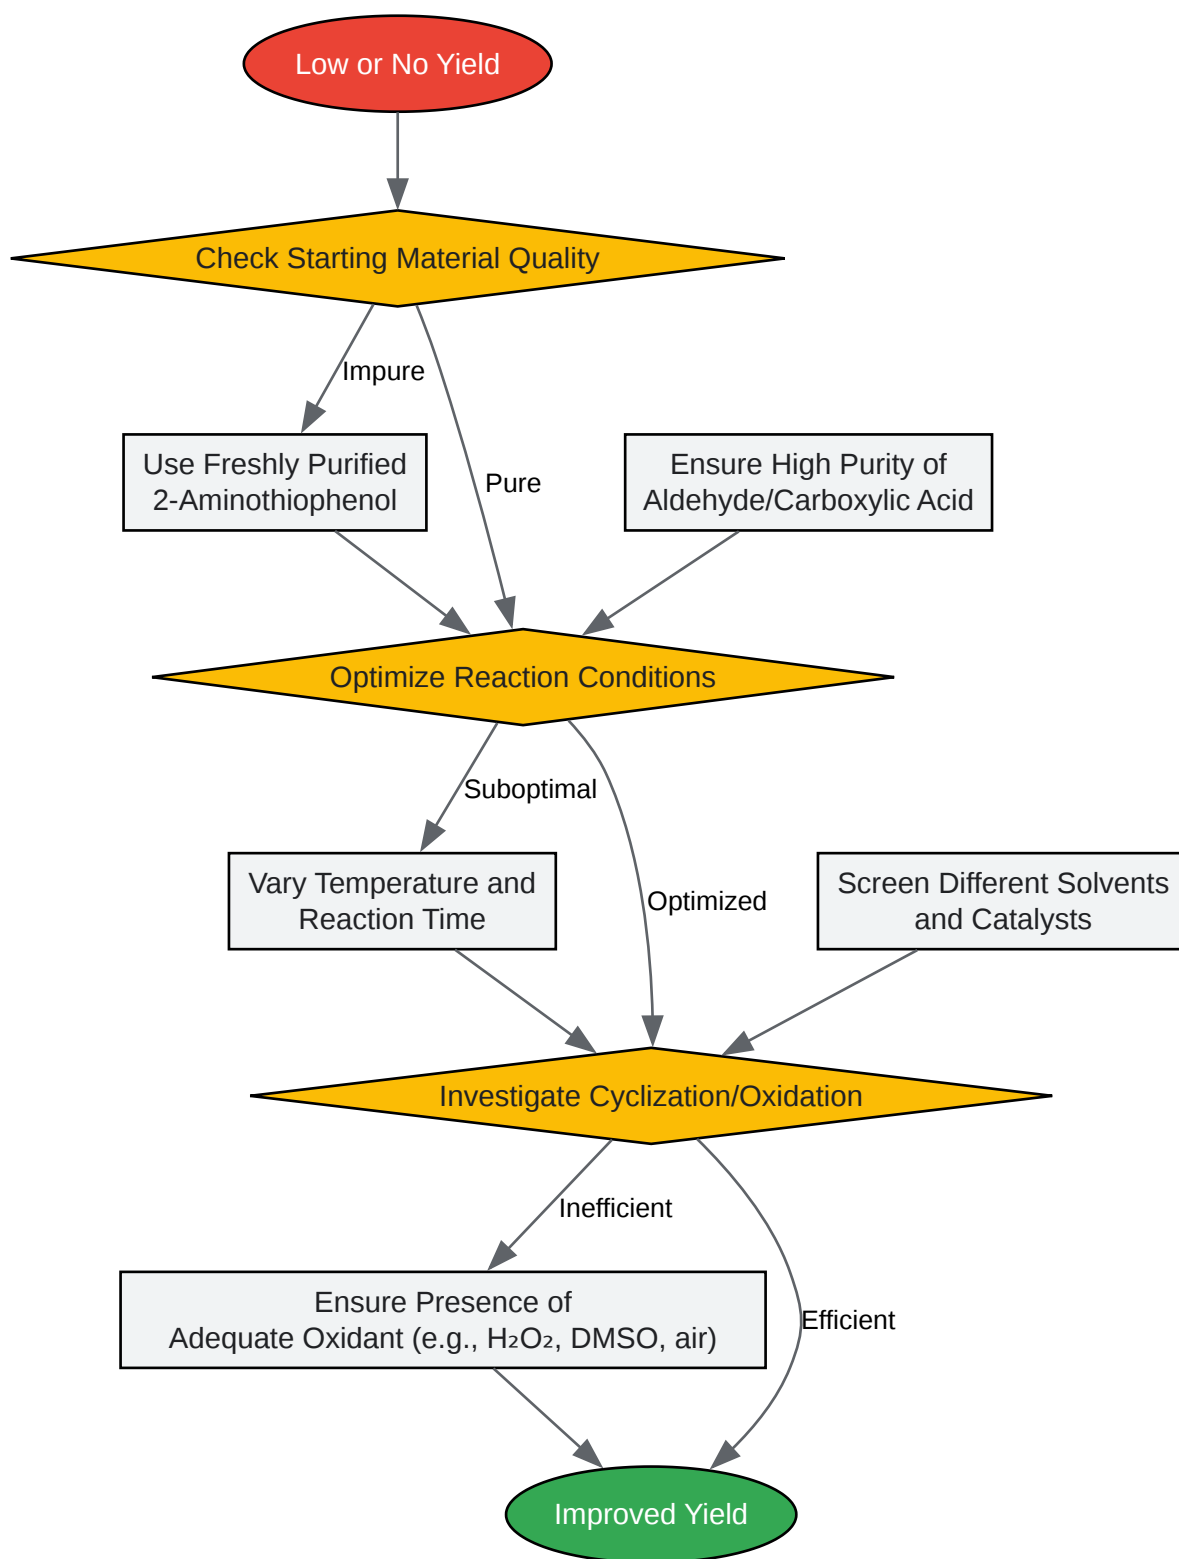 Low or No Yield
Check Starting Material Quality
Impure
Use Freshly Purified
2-Aminothiophenol
Pure
Ensure High Purity of
Aldehyde/Carboxylic Acid
Optimize Reaction Conditions
Suboptimal
Vary Temperature and
Reaction Time
Optimized
Screen Different Solvents
and Catalysts
Investigate Cyclization/Oxidation
Inefficient
Ensure Presence of
Adequate Oxidant (e.g., H₂O₂, DMSO, air)
Efficient
Improved Yield